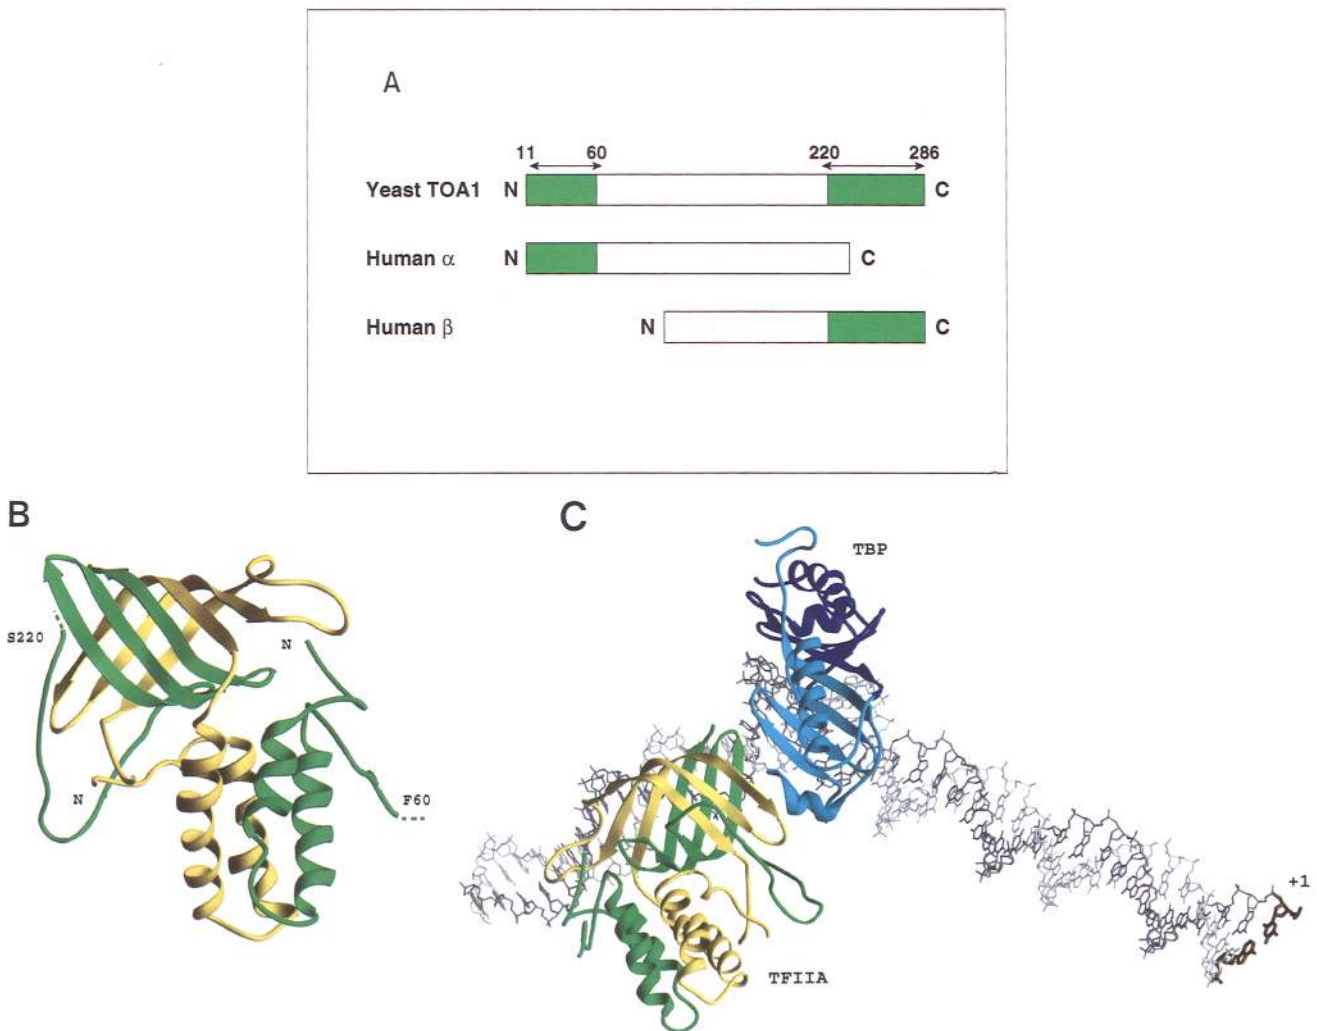 A
11 60 220 286
Yeast TOA1 N C
Human α N C
Human β N C
B
C
TBP
S220
N
N
F60
+1
TFIIA